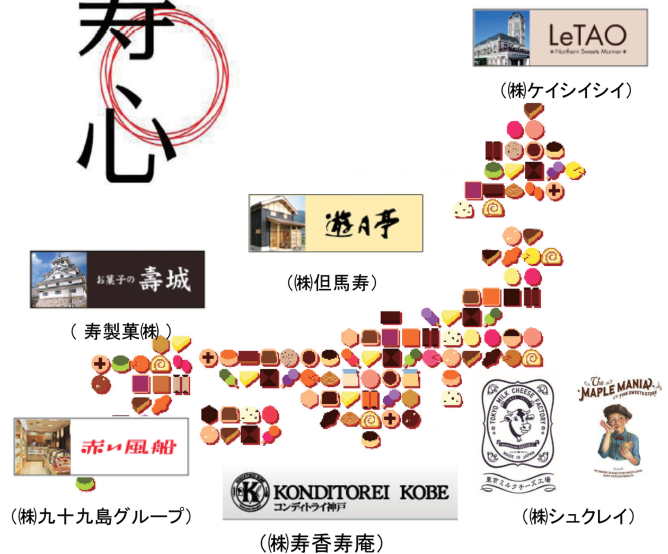 寿心
LeTAO
Northern Sweets Manner
(㈱ケイシイシイ)
遊月亭
(㈱但馬寿)
お菓子の 壽城
( 寿製菓㈱ )
赤い風船
(㈱九十九島グループ)
K KONDITOREI KOBE
コンディトライ神戸
(㈱寿香寿庵)
TOKYO MILK CHEESE FACTORY
MADE IN JAPAN
東京ミルクチーズ工場
The
MAPLE MANIA
(㈱シュクレイ)